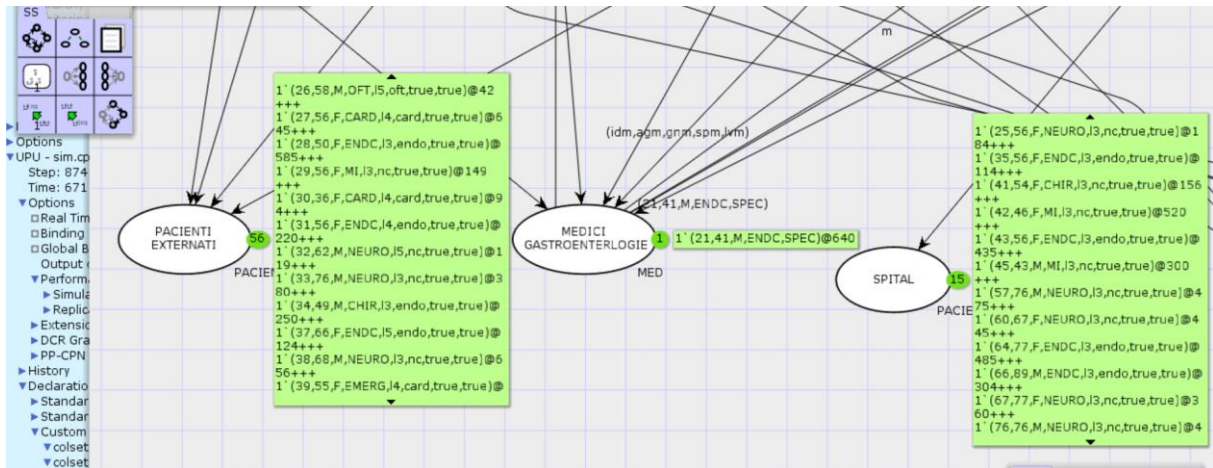 SS
Options
UPU - sim.cp
Step: 874
Time: 671
Options
Real Tim
Binding
Global B
Output
Perform
Simula
Replic
Extensio
DCR Gra
PP-CPN
History
Declaratio
Standar
Standar
Custom
colset
colset
PACIENTI
EXTERNATI
56
PACIEN
1`(26,58,M,OFT,l5,oft,true,true)@42
+++
1`(27,56,F,CARD,l4,card,true,true)@6
45+++
1`(28,50,F,ENDC,l3,endo,true,true)@
585+++
1`(29,56,F,MI,l3,nc,true,true)@149
+++
1`(30,36,F,CARD,l4,card,true,true)@9
4+++
1`(31,56,F,ENDC,l4,endo,true,true)@
220+++
1`(32,62,M,NEURO,l5,nc,true,true)@1
19+++
1`(33,76,M,NEURO,l3,nc,true,true)@3
80+++
1`(34,49,M,CHIR,l3,endo,true,true)@
250+++
1`(37,66,F,ENDC,l5,endo,true,true)@
124+++
1`(38,68,M,NEURO,l3,nc,true,true)@6
56+++
1`(39,55,F,EMERG,l4,card,true,true)@
m
(idm,agm,gnm,spm,lvm)
(21,41,M,ENDC,SPEC)
MEDICI
GASTROENTERLOGIE
1
1`(21,41,M,ENDC,SPEC)@640
MED
SPITAL
15
PACIE
1`(25,56,F,NEURO,l3,nc,true,true)@1
84+++
1`(35,56,F,ENDC,l3,endo,true,true)@
114+++
1`(41,54,F,CHIR,l3,nc,true,true)@156
+++
1`(42,46,F,MI,l3,nc,true,true)@520
+++
1`(43,56,F,ENDC,l3,endo,true,true)@
435+++
1`(45,43,M,MI,l3,nc,true,true)@300
+++
1`(57,76,M,NEURO,l3,nc,true,true)@4
75+++
1`(60,67,F,NEURO,l3,nc,true,true)@4
45+++
1`(64,77,F,ENDC,l3,endo,true,true)@
485+++
1`(66,89,M,ENDC,l3,endo,true,true)@
304+++
1`(67,77,F,NEURO,l3,nc,true,true)@3
60+++
1`(76,76,M,NEURO,l3,nc,true,true)@4